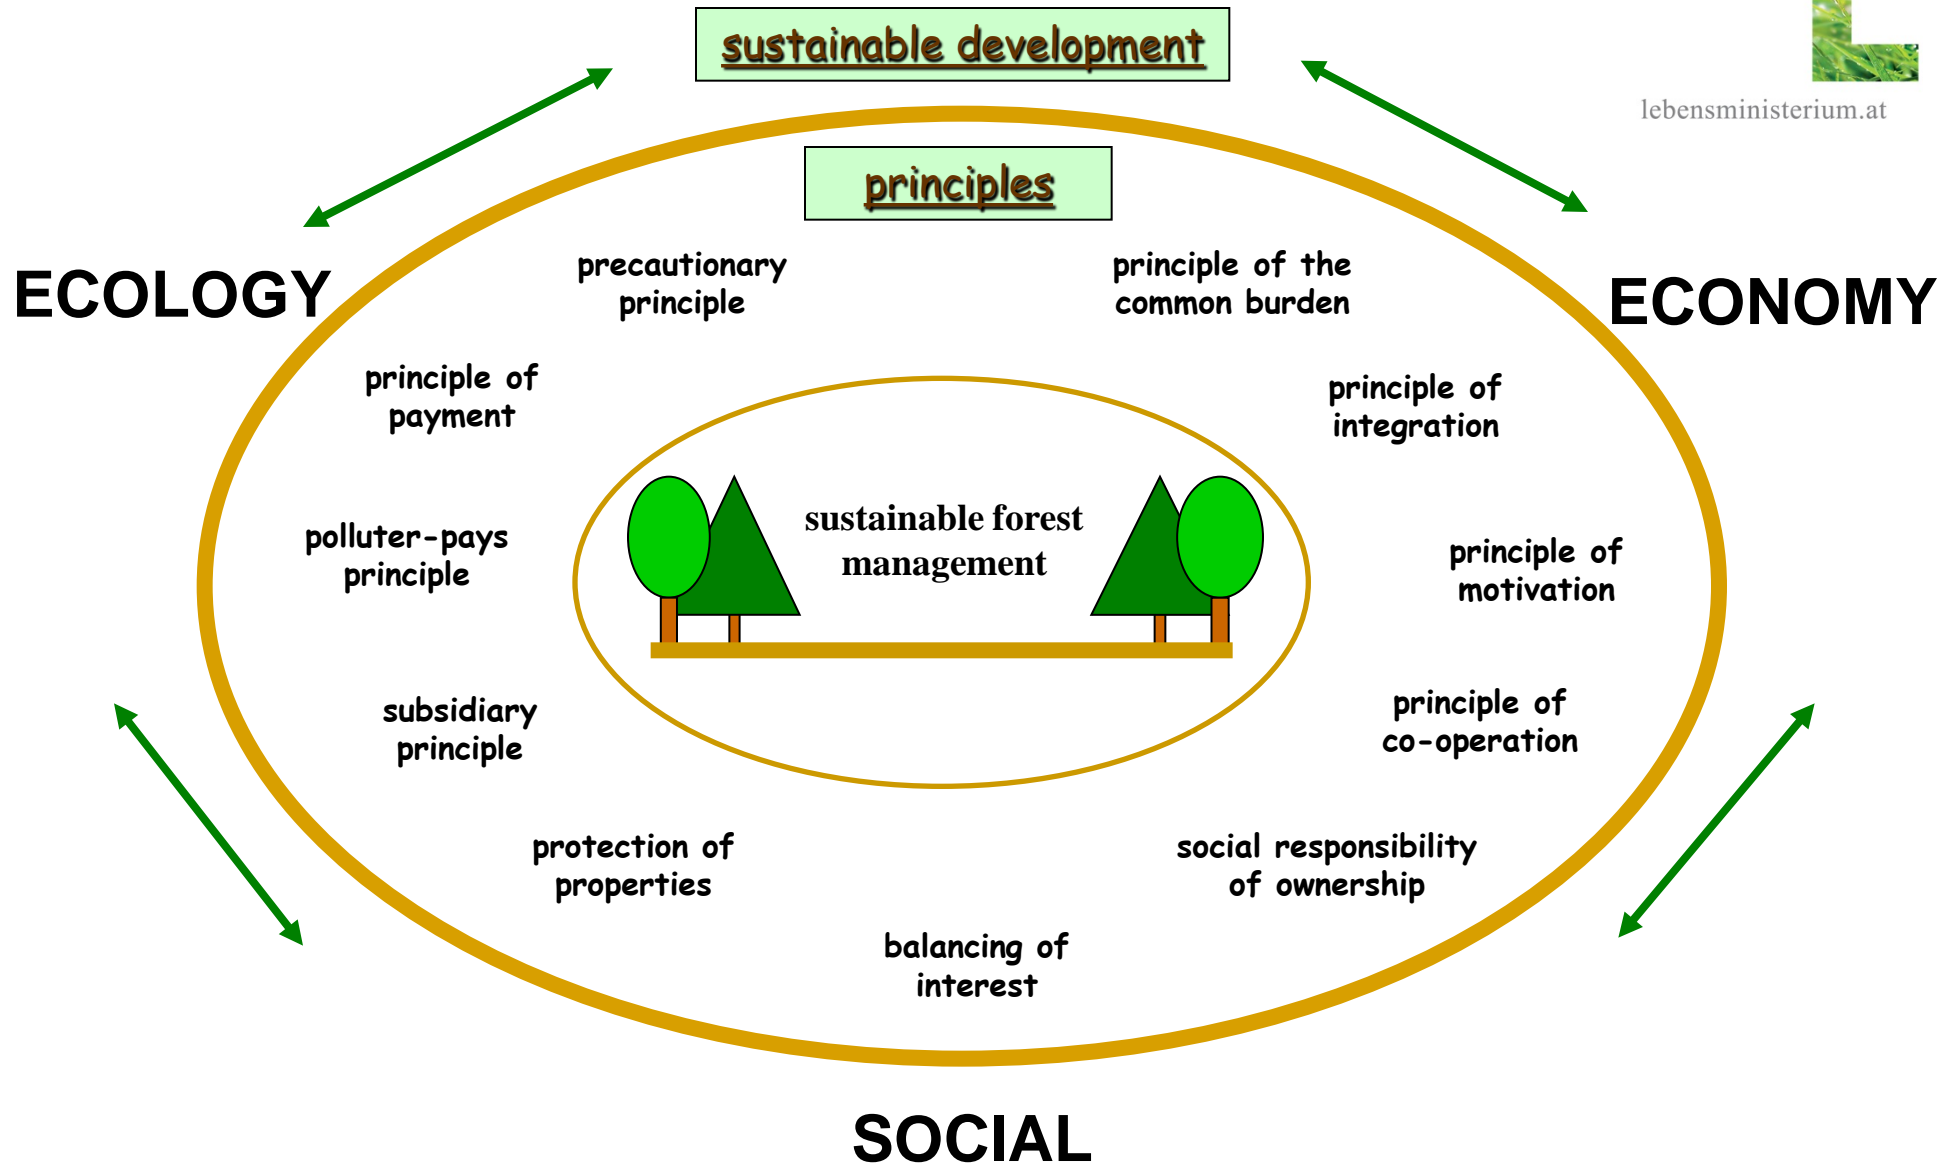 sustainable development
lebensministerium.at
principles
ECOLOGY
ECONOMY
precautionary
principle
principle of the
common burden
principle of
payment
principle of
integration
sustainable forest
management
polluter-pays
principle
principle of
motivation
subsidiary
principle
principle of
co-operation
protection of
properties
social responsibility
of ownership
balancing of
interest
SOCIAL